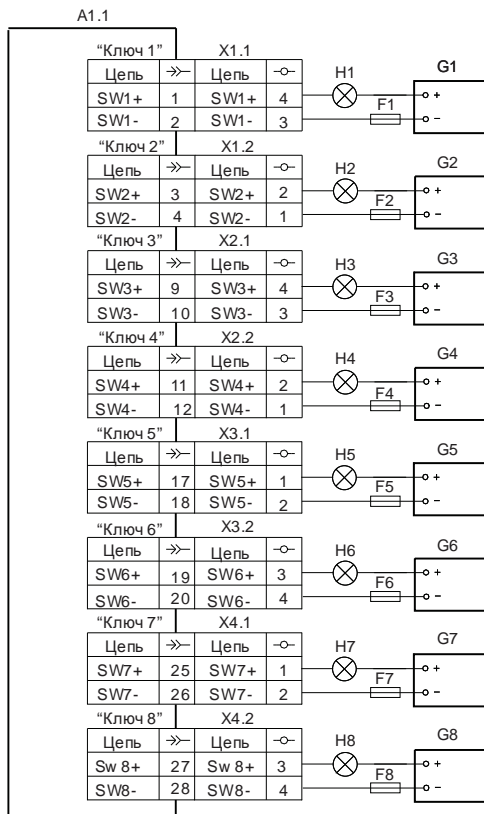 A1.1
“Ключ 1” X1.1
Цепь Цепь H1 G1
SW1+ 1 SW1+ 4 +
SW1- 2 SW1- 3 F1 −
“Ключ 2” X1.2
Цепь Цепь H2 G2
SW2+ 3 SW2+ 2 +
SW2- 4 SW2- 1 F2 −
“Ключ 3” X2.1
Цепь Цепь H3 G3
SW3+ 9 SW3+ 4 +
SW3- 10 SW3- 3 F3 −
“Ключ 4” X2.2
Цепь Цепь H4 G4
SW4+ 11 SW4+ 2 +
SW4- 12 SW4- 1 F4 −
“Ключ 5” X3.1
Цепь Цепь H5 G5
SW5+ 17 SW5+ 1 +
SW5- 18 SW5- 2 F5 −
“Ключ 6” X3.2
Цепь Цепь H6 G6
SW6+ 19 SW6+ 3 +
SW6- 20 SW6- 4 F6 −
“Ключ 7” X4.1
Цепь Цепь H7 G7
SW7+ 25 SW7+ 1 +
SW7- 26 SW7- 2 F7 −
“Ключ 8” X4.2
Цепь Цепь H8 G8
Sw 8+ 27 Sw 8+ 3 +
SW8- 28 SW8- 4 F8 −